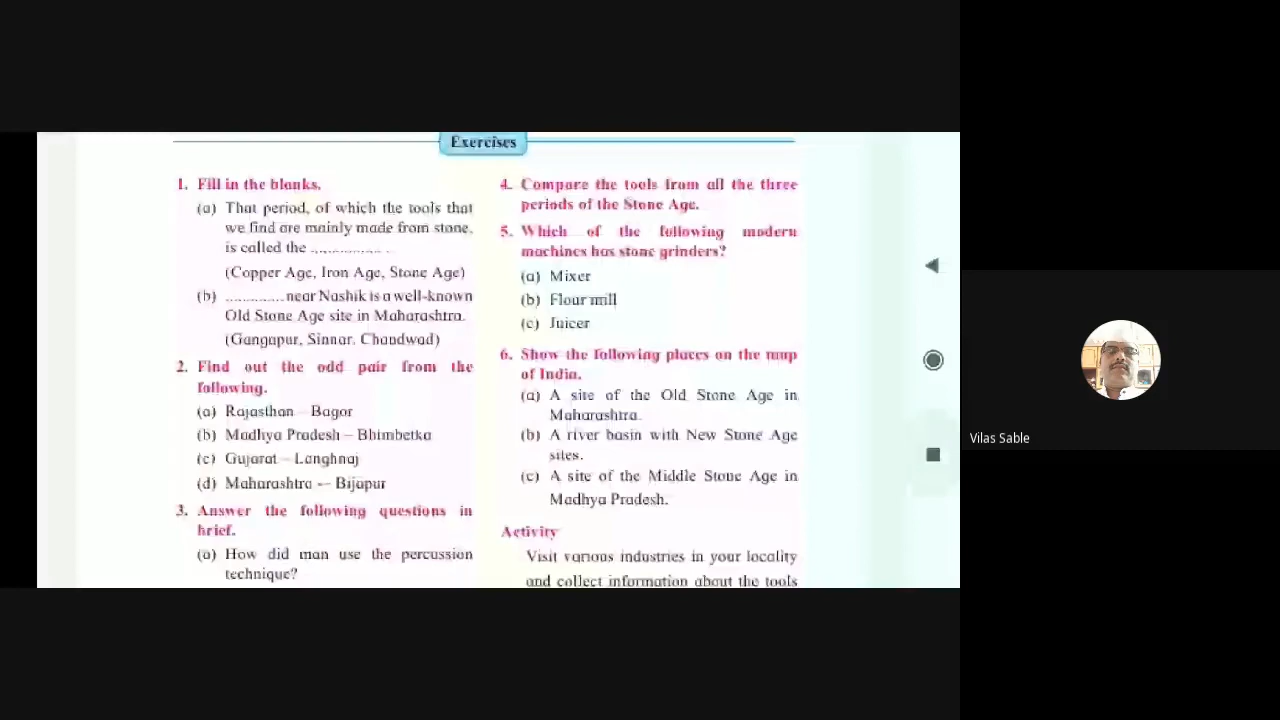 Exercises
1. Fill in the blanks.
(a) That period, of which the tools that
we find are mainly made from stone,
is called the ............... .
(Copper Age, Iron Age, Stone Age)
(b) .............. near Nashik is a well-known
Old Stone Age site in Maharashtra.
(Gangapur, Sinnar, Chandwad)
2. Find out the odd pair from the
following.
(a) Rajasthan – Bagor
(b) Madhya Pradesh – Bhimbetka
(c) Gujarat – Langhnaj
(d) Maharashtra -– Bijapur
3. Answer the following questions in
brief.
(a) How did man use the percussion
technique?
4. Compare the tools from all the three
periods of the Stone Age.
5. Which of the following modern
machines has stone grinders?
(a) Mixer
(b) Flour mill
(c) Juicer
6. Show the following places on the map
of India.
(a) A site of the Old Stone Age in
Maharashtra.
(b) A river basin with New Stone Age
sites.
(c) A site of the Middle Stone Age in
Madhya Pradesh.
Activity
Visit various industries in your locality
and collect information about the tools
Vilas Sable